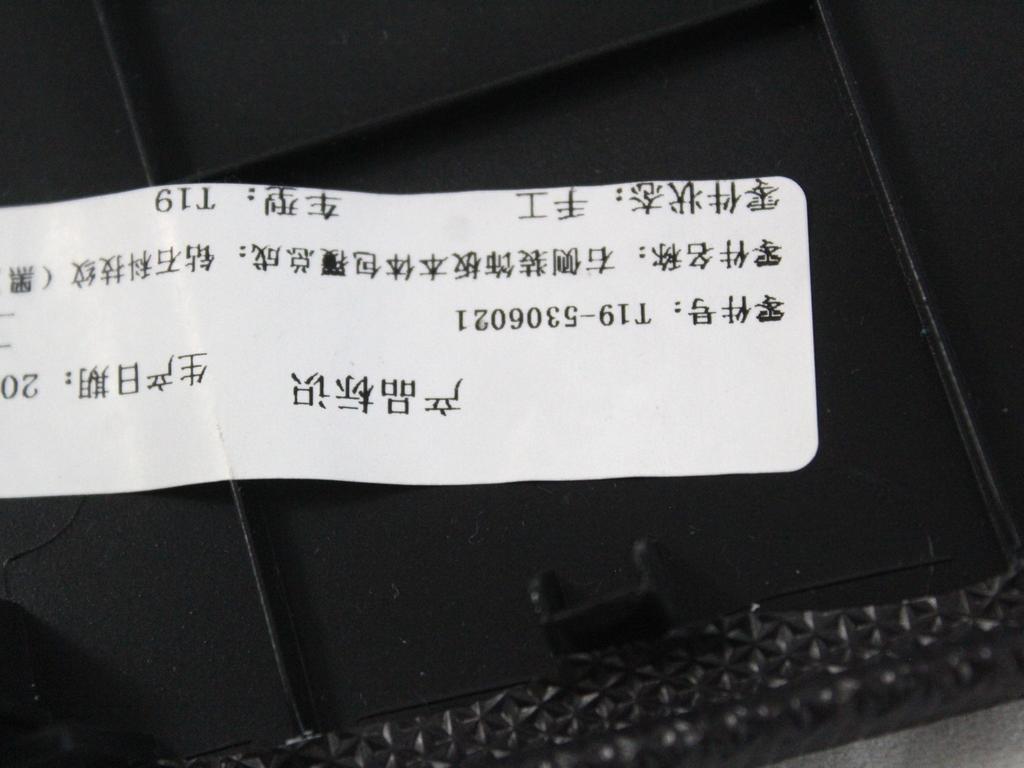 产品标识
生产日期: 20
零件号: T19-5306021
零件名称: 右侧装饰板本体包覆总成: 钻石科技纹（黑
零件状态: 手工 车型: T19